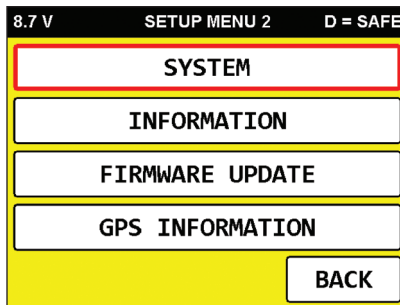 8.7 V SETUP MENU 2 D = SAFE
SYSTEM
INFORMATION
FIRMWARE UPDATE
GPS INFORMATION
BACK